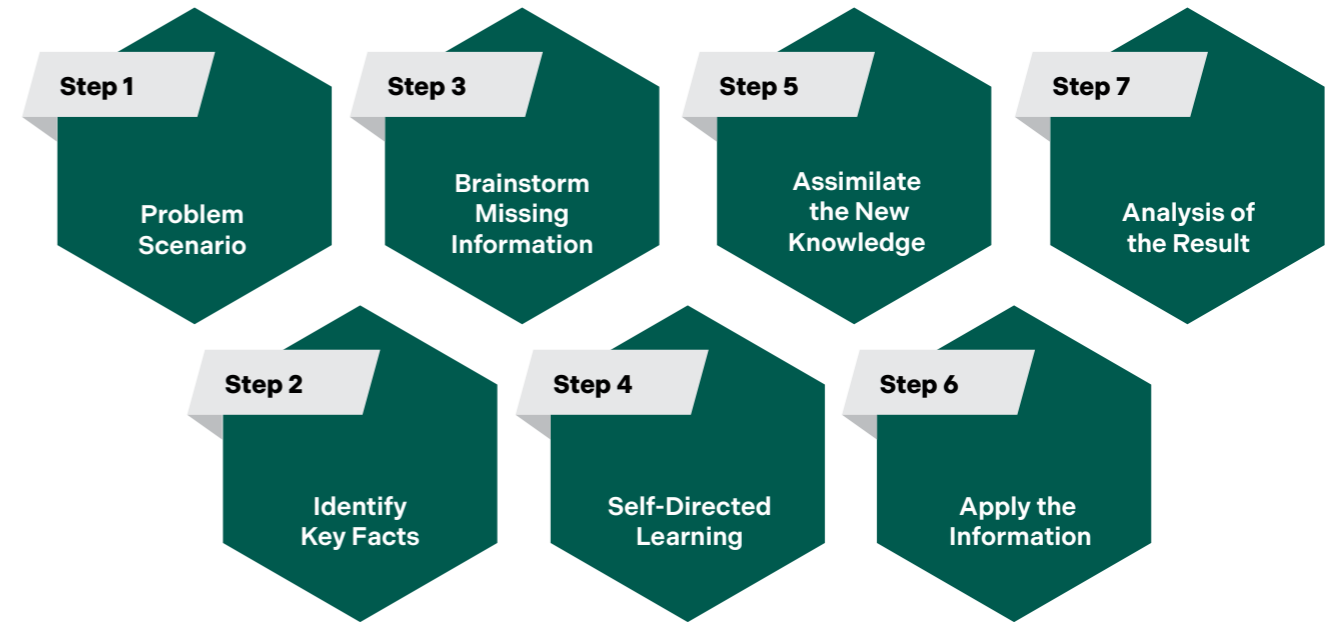 Step 1
Problem
Scenario
Step 2
Identify
Key Facts
Step 3
Brainstorm
Missing
Information
Step 4
Self-Directed
Learning
Step 5
Assimilate
the New
Knowledge
Step 6
Apply the
Information
Step 7
Analysis of
the Result